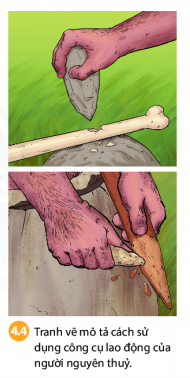 4.4 Tranh vẽ mô tả cách sử
dụng công cụ lao động của
người nguyên thuỷ.